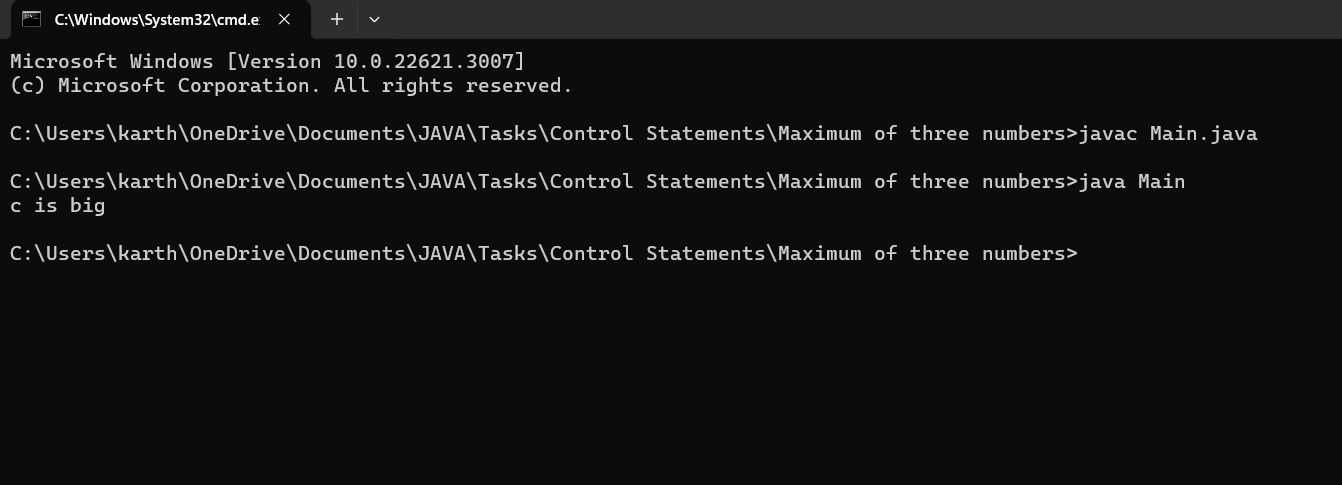 C:\Windows\System32\cmd.e
Microsoft Windows [Version 10.0.22621.3007]
(c) Microsoft Corporation. All rights reserved.
C:\Users\karth\OneDrive\Documents\JAVA\Tasks\Control Statements\Maximum of three numbers>javac Main.java
C:\Users\karth\OneDrive\Documents\JAVA\Tasks\Control Statements\Maximum of three numbers>java Main
c is big
C:\Users\karth\OneDrive\Documents\JAVA\Tasks\Control Statements\Maximum of three numbers>